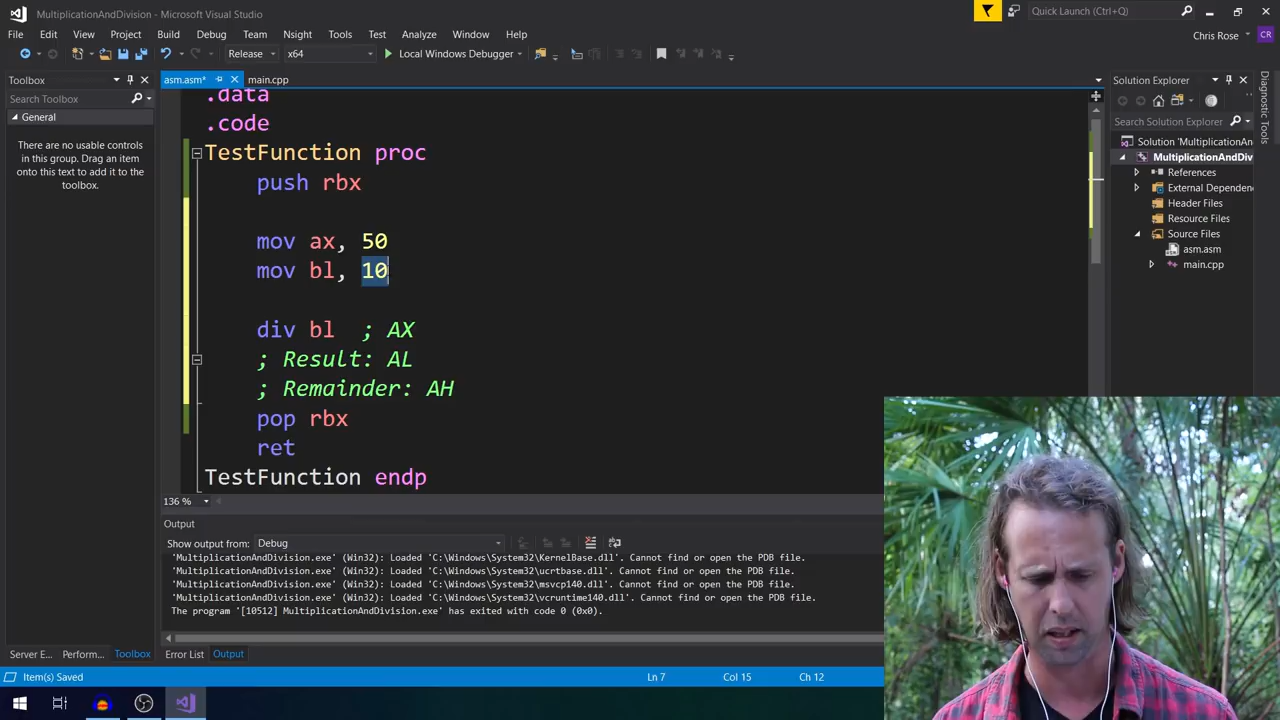 MultiplicationAndDivision - Microsoft Visual Studio
Quick Launch (Ctrl+Q)
File Edit View Project Build Debug Team Nsight Tools Test Analyze Window Help
Chris Rose
CR
Release x64 Local Windows Debugger
Toolbox
Search Toolbox
General
There are no usable controls
in this group. Drag an item
onto this text to add it to the
toolbox.
asm.asm* main.cpp
.data
.code
TestFunction proc
push rbx
mov ax, 50
mov bl, 10
div bl ; AX
; Result: AL
; Remainder: AH
pop rbx
ret
TestFunction endp
136 %
Solution Explorer
Search Solution Explorer
Solution 'MultiplicationAn
MultiplicationAndDiv
References
External Dependenc
Header Files
Resource Files
Source Files
asm.asm
main.cpp
Diagnostic Tools
Output
Show output from: Debug
'MultiplicationAndDivision.exe' (Win32): Loaded 'C:\Windows\System32\KernelBase.dll'. Cannot find or open the PDB file.
'MultiplicationAndDivision.exe' (Win32): Loaded 'C:\Windows\System32\ucrtbase.dll'. Cannot find or open the PDB file.
'MultiplicationAndDivision.exe' (Win32): Loaded 'C:\Windows\System32\msvcp140.dll'. Cannot find or open the PDB file.
'MultiplicationAndDivision.exe' (Win32): Loaded 'C:\Windows\System32\vcruntime140.dll'. Cannot find or open the PDB file.
The program '[10512] MultiplicationAndDivision.exe' has exited with code 0 (0x0).
Server E... Perform... Toolbox Error List Output
Item(s) Saved Ln 7 Col 15 Ch 12